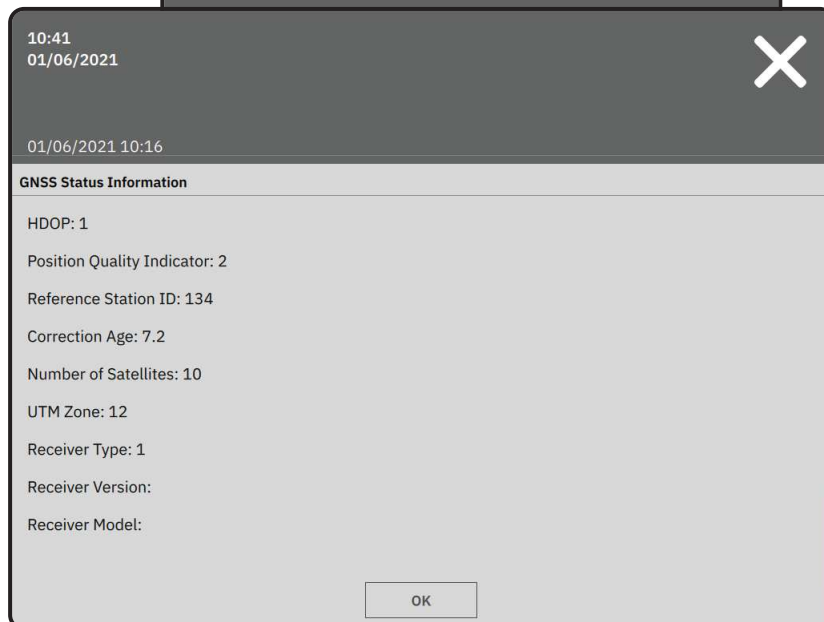 10:41
01/06/2021
01/06/2021 10:16
GNSS Status Information
HDOP: 1
Position Quality Indicator: 2
Reference Station ID: 134
Correction Age: 7.2
Number of Satellites: 10
UTM Zone: 12
Receiver Type: 1
Receiver Version:
Receiver Model:
OK